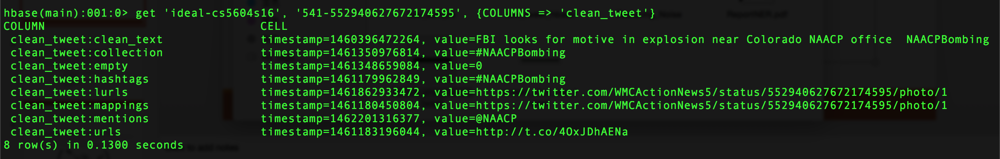 hbase(main):001:0> get 'ideal-cs5604s16', '541-552940627672174595', {COLUMNS => 'clean_tweet'}
COLUMN CELL
clean_tweet:clean_text timestamp=1460396472264, value=FBI looks for motive in explosion near Colorado NAACP office  NAACPBombing
clean_tweet:collection timestamp=1461350976814, value=#NAACPBombing
clean_tweet:empty timestamp=1461348659084, value=0
clean_tweet:hashtags timestamp=1461179962849, value=#NAACPBombing
clean_tweet:lurls timestamp=1461862933472, value=https://twitter.com/WMCActionNews5/status/552940627672174595/photo/1
clean_tweet:mappings timestamp=1461180450804, value=https://twitter.com/WMCActionNews5/status/552940627672174595/photo/1
clean_tweet:mentions timestamp=1462201316377, value=@NAACP
clean_tweet:urls timestamp=1461183196044, value=http://t.co/4OxJDhAENa
8 row(s) in 0.1300 seconds